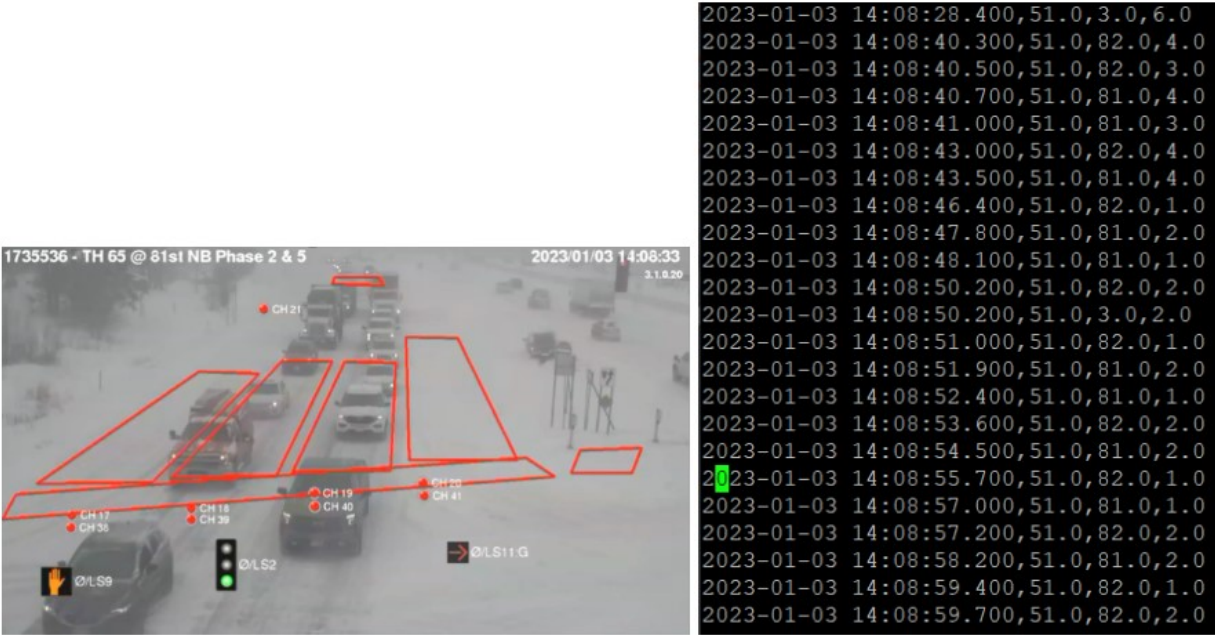 1735536 - TH 65 @ 81st NB Phase 2 & 5
2023/01/03 14:08:33
3.1.0.20
CH 21
CH 20
CH 41
CH 19
CH 40
CH 18
CH 39
CH 17
CH 38
Ø/LS9
Ø/LS2
Ø/LS11:G
2023-01-03 14:08:28.400,51.0,3.0,6.0
2023-01-03 14:08:40.300,51.0,82.0,4.0
2023-01-03 14:08:40.500,51.0,82.0,3.0
2023-01-03 14:08:40.700,51.0,81.0,4.0
2023-01-03 14:08:41.000,51.0,81.0,3.0
2023-01-03 14:08:43.000,51.0,82.0,4.0
2023-01-03 14:08:43.500,51.0,81.0,4.0
2023-01-03 14:08:46.400,51.0,82.0,1.0
2023-01-03 14:08:47.800,51.0,81.0,2.0
2023-01-03 14:08:48.100,51.0,81.0,1.0
2023-01-03 14:08:50.200,51.0,82.0,2.0
2023-01-03 14:08:50.200,51.0,3.0,2.0
2023-01-03 14:08:51.000,51.0,82.0,1.0
2023-01-03 14:08:51.900,51.0,81.0,2.0
2023-01-03 14:08:52.400,51.0,81.0,1.0
2023-01-03 14:08:53.600,51.0,82.0,2.0
2023-01-03 14:08:54.500,51.0,81.0,2.0
2023-01-03 14:08:55.700,51.0,82.0,1.0
2023-01-03 14:08:57.000,51.0,81.0,1.0
2023-01-03 14:08:57.200,51.0,82.0,2.0
2023-01-03 14:08:58.200,51.0,81.0,2.0
2023-01-03 14:08:59.400,51.0,82.0,1.0
2023-01-03 14:08:59.700,51.0,82.0,2.0